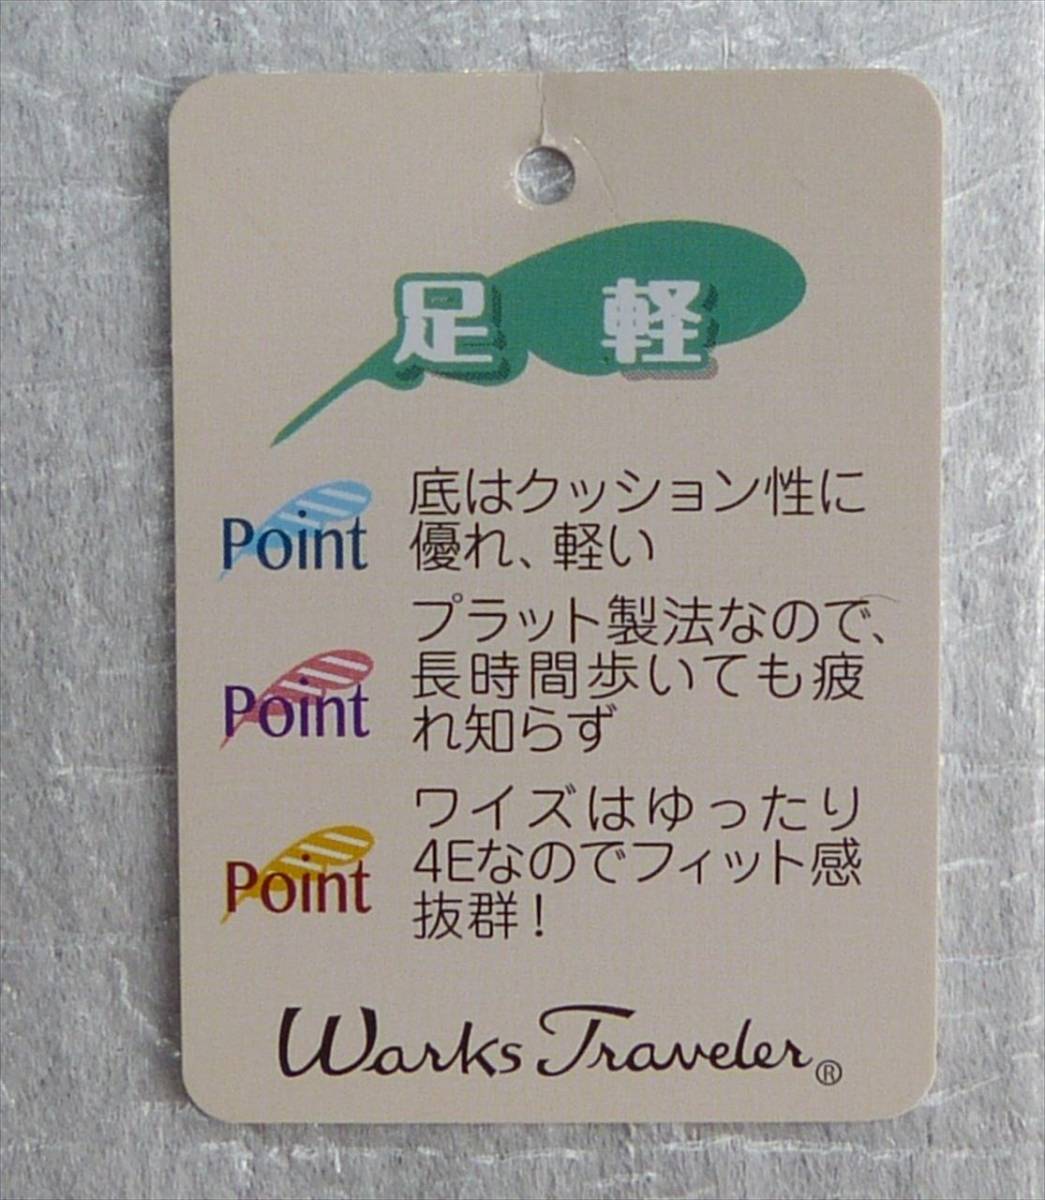 足 軽
Point
底はクッション性に
優れ、軽い
Point
プラット製法なので、
長時間歩いても疲
れ知らず
Point
ワイズはゆったり
4Eなのでフィット感
抜群！
Warks Traveler®